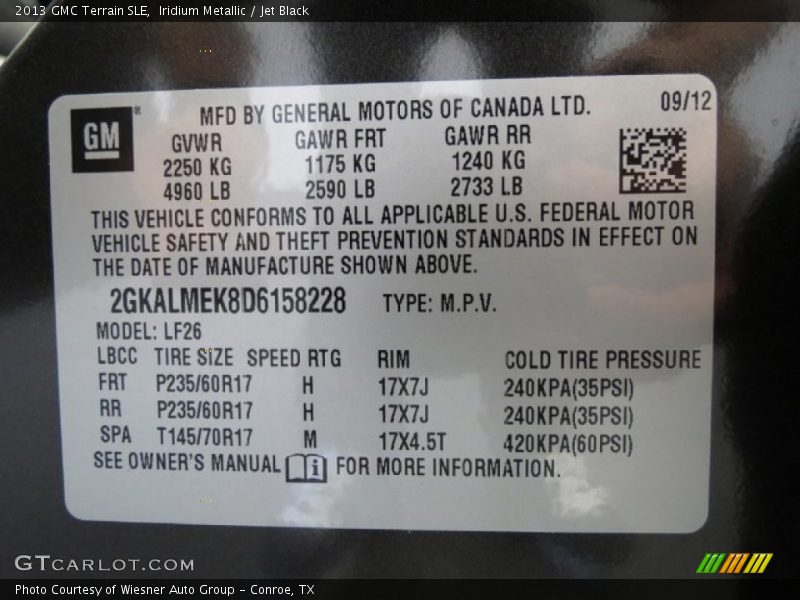 2013 GMC Terrain SLE,  Iridium Metallic / Jet Black
GM®
MFD BY GENERAL MOTORS OF CANADA LTD. 09/12
GVWR GAWR FRT GAWR RR
2250 KG 1175 KG 1240 KG
4960 LB 2590 LB 2733 LB
THIS VEHICLE CONFORMS TO ALL APPLICABLE U.S. FEDERAL MOTOR
VEHICLE SAFETY AND THEFT PREVENTION STANDARDS IN EFFECT ON
THE DATE OF MANUFACTURE SHOWN ABOVE.
2GKALMEK8D6158228 TYPE: M.P.V.
MODEL: LF26
LBCC TIRE SIZE SPEED RTG RIM COLD TIRE PRESSURE
FRT P235/60R17 H 17X7J 240KPA(35PSI)
RR P235/60R17 H 17X7J 240KPA(35PSI)
SPA T145/70R17 M 17X4.5T 420KPA(60PSI)
SEE OWNER'S MANUAL i FOR MORE INFORMATION.
GTCARLOT.COM
Photo Courtesy of Wiesner Auto Group - Conroe, TX